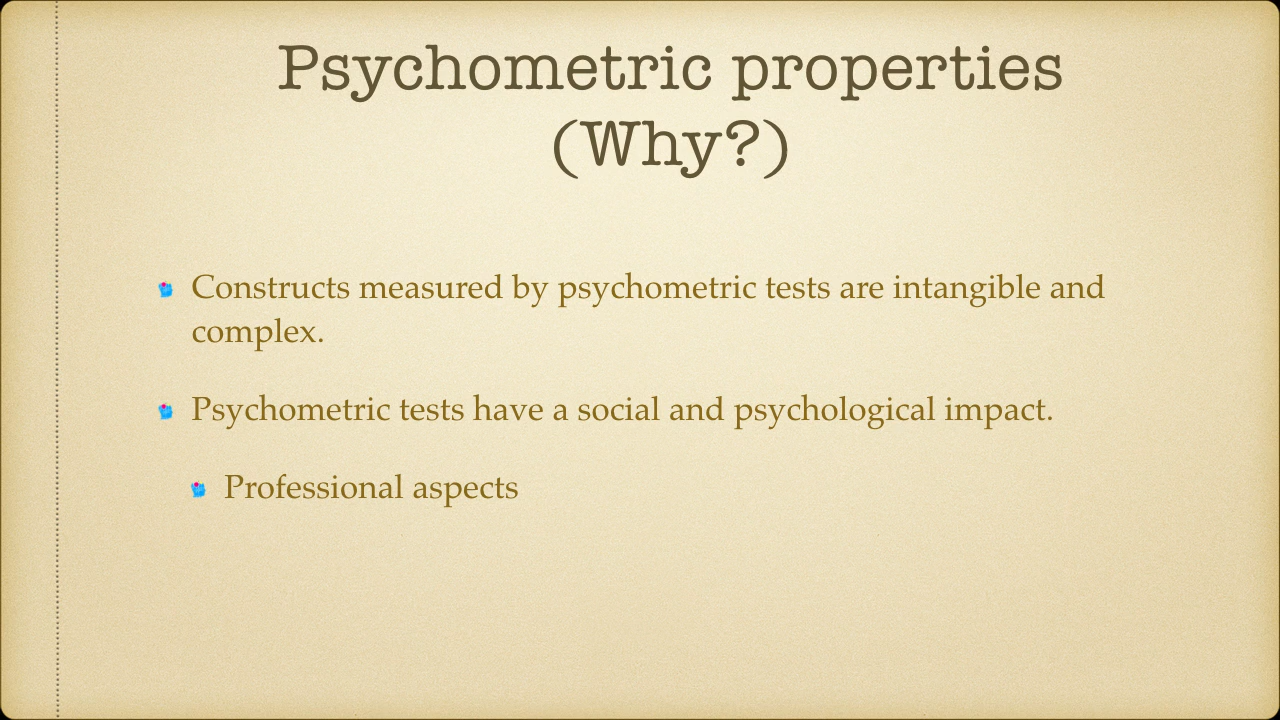 Psychometric properties
(Why?)
Constructs measured by psychometric tests are intangible and
complex.
Psychometric tests have a social and psychological impact.
Professional aspects